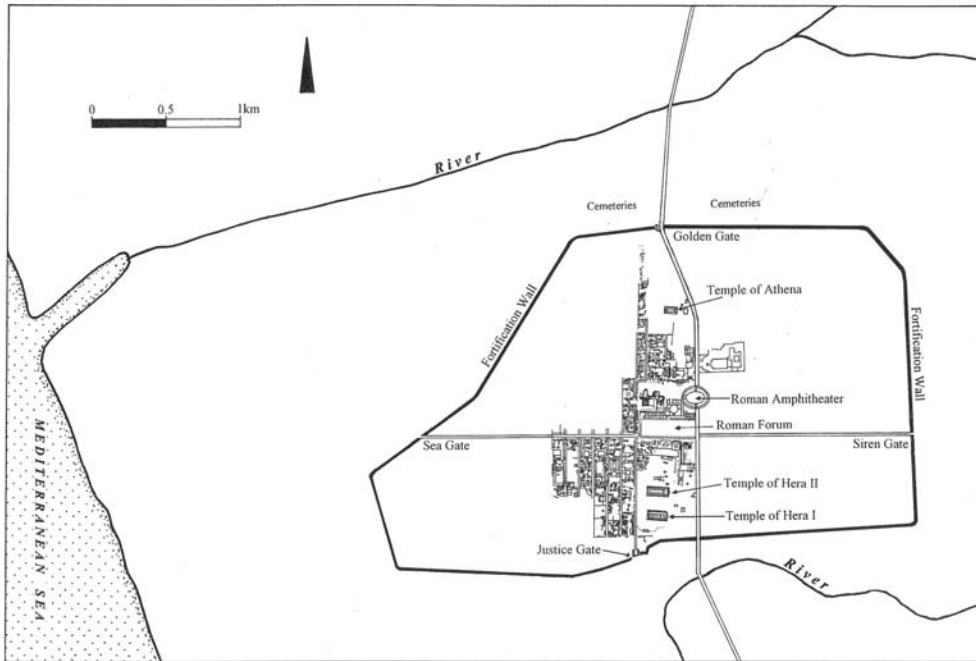 0 0.5 1km
River
Cemeteries Cemeteries
Golden Gate
Temple of Athena
Fortification Wall
Fortification Wall
Roman Amphitheater
Roman Forum
Sea Gate
Siren Gate
Temple of Hera II
Temple of Hera I
Justice Gate
River
MEDITERRANEAN SEA